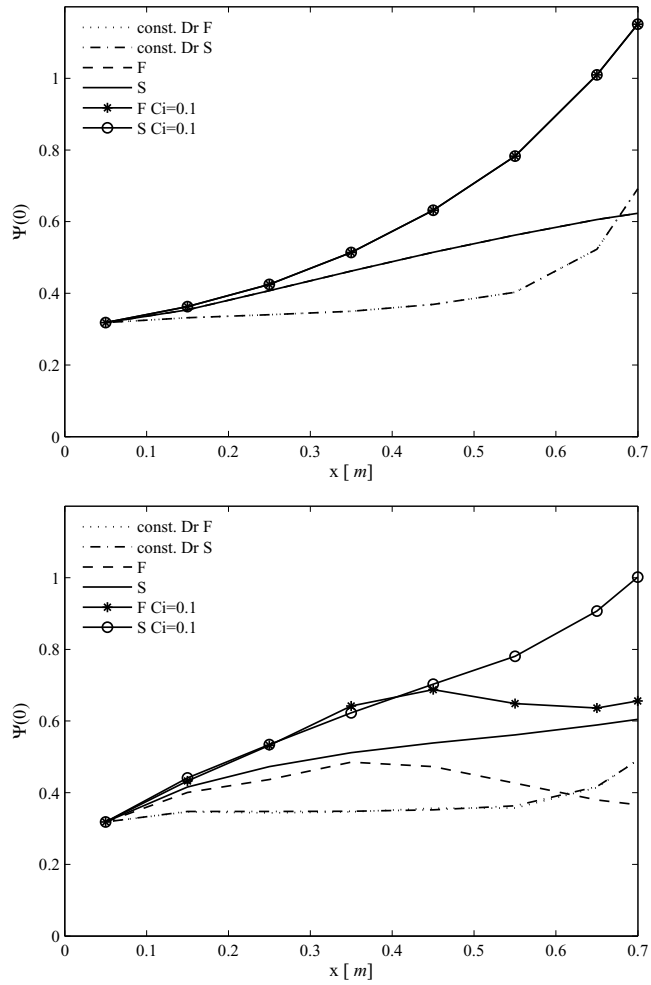 const. Dr F
const. Dr S
F
S
F Ci=0.1
S Ci=0.1
1
0.8
0.6
0.4
0.2
0
Ψ(0)
0 0.1 0.2 0.3 0.4 0.5 0.6 0.7
x [ m]
const. Dr F
const. Dr S
F
S
F Ci=0.1
S Ci=0.1
1
0.8
0.6
0.4
0.2
0
Ψ(0)
0 0.1 0.2 0.3 0.4 0.5 0.6 0.7
x [ m]